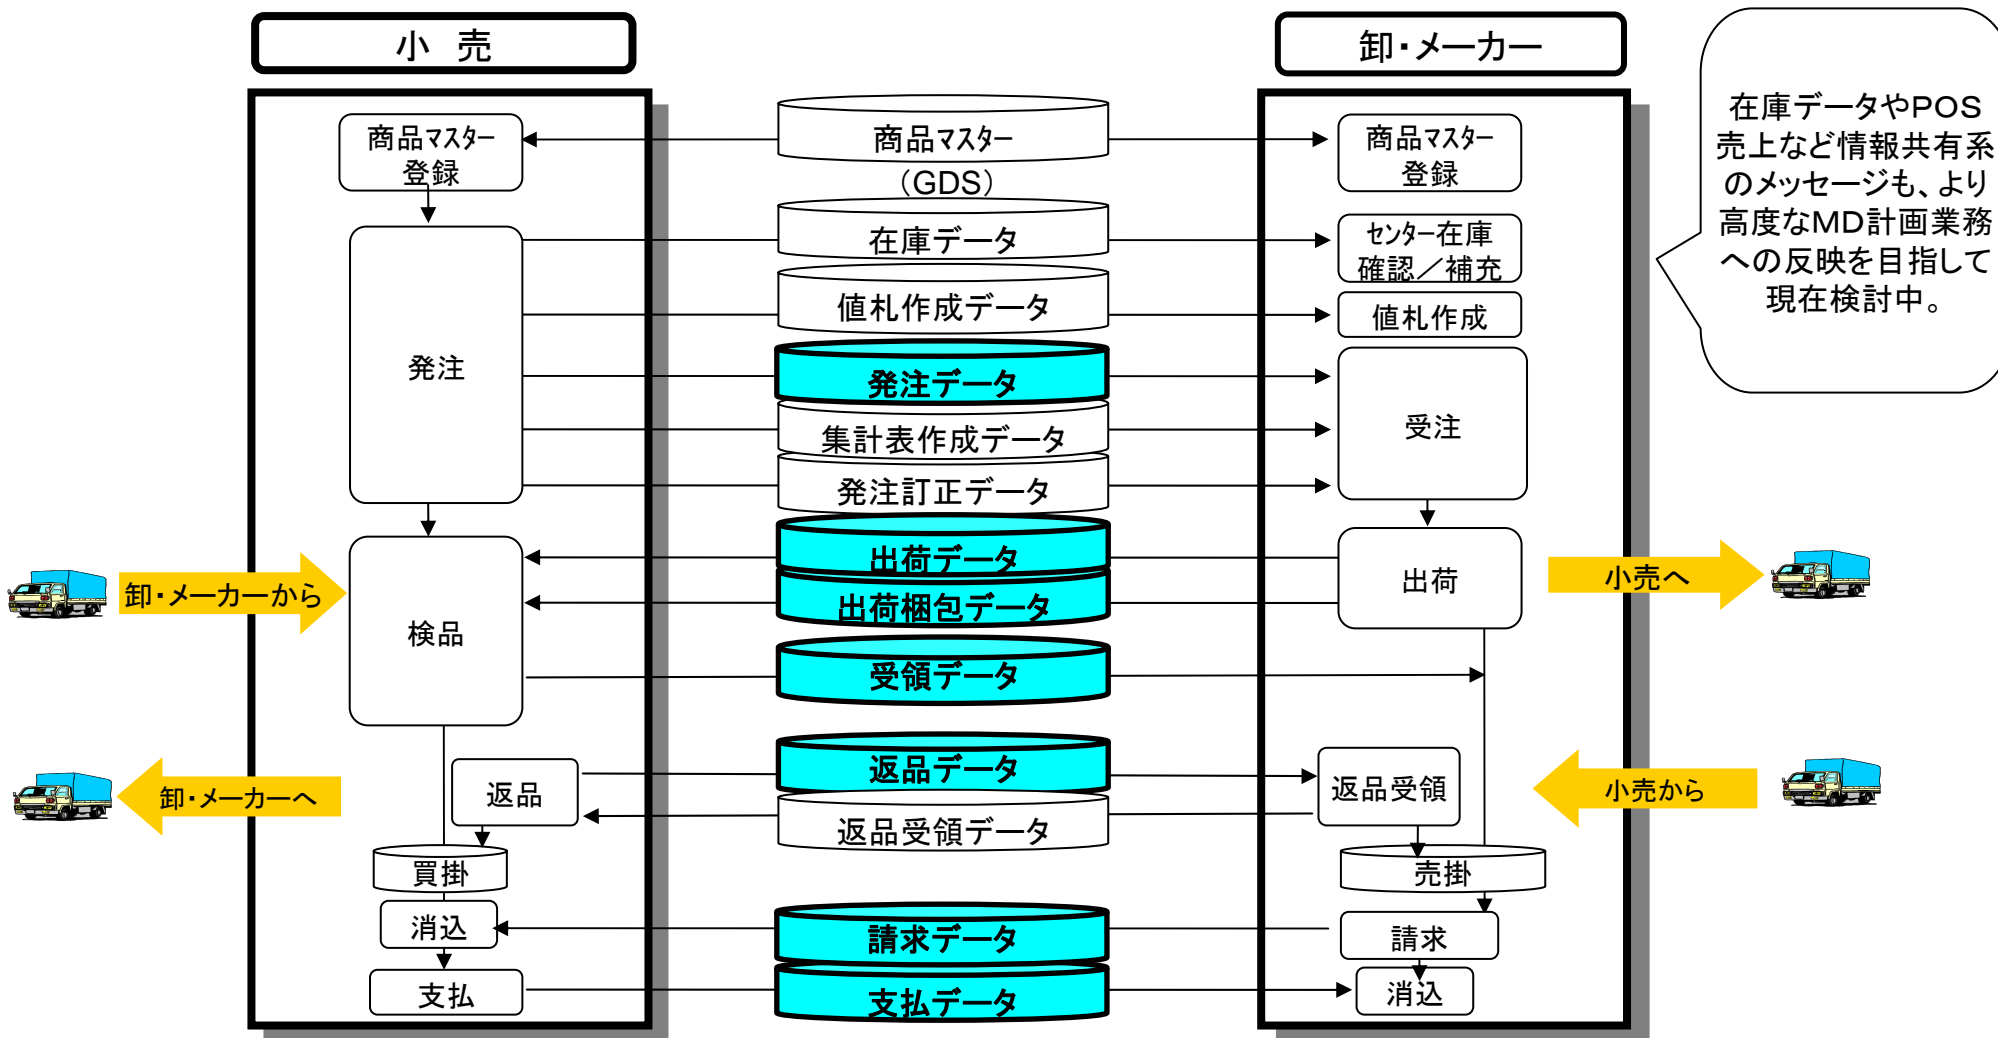 小 売
卸・メーカー
商品マスター
登録
発注
検品
返品
買掛
消込
支払
商品マスター
（GDS）
在庫データ
値札作成データ
発注データ
集計表作成データ
発注訂正データ
出荷データ
出荷梱包データ
受領データ
返品データ
返品受領データ
請求データ
支払データ
商品マスター
登録
センター在庫
確認／補充
値札作成
受注
出荷
返品受領
売掛
請求
消込
卸・メーカーから
卸・メーカーへ
小売へ
小売から
在庫データやPOS
売上など情報共有系
のメッセージも、より
高度なMD計画業務
への反映を目指して
現在検討中。